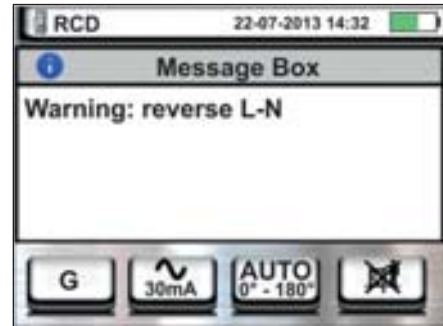 RCD 22-07-2013 14:32
Message Box
Warning: reverse L-N
G 30mA AUTO
0° - 180°